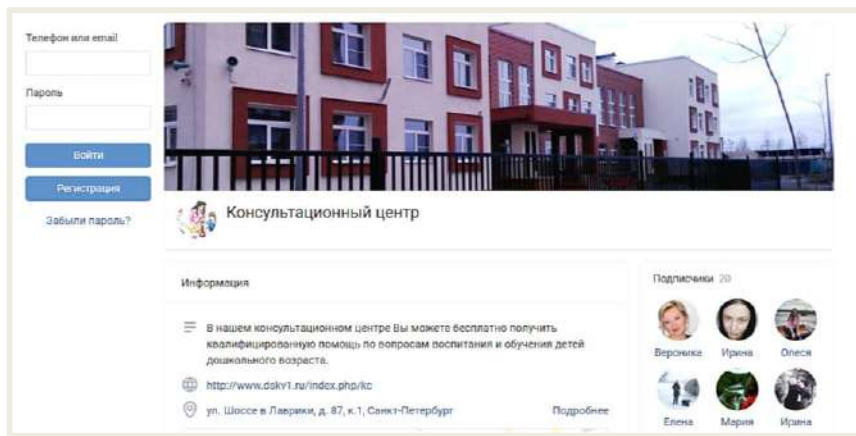 Телефон или email
Пароль
Войти
Регистрация
Забыли пароль?
Консультационный центр
Информация
В нашем консультационном центре Вы можете бесплатно получить
квалифицированную помощь по вопросам воспитания и обучения детей
дошкольного возраста.
http://www.dskv1.ru/index.php/kc
ул. Шоссе в Лаврики, д. 87, к.1, Санкт-Петербург
Подробнее
Подписчики 20
Вероника Ирина Олеся
Елена Мария Ирина